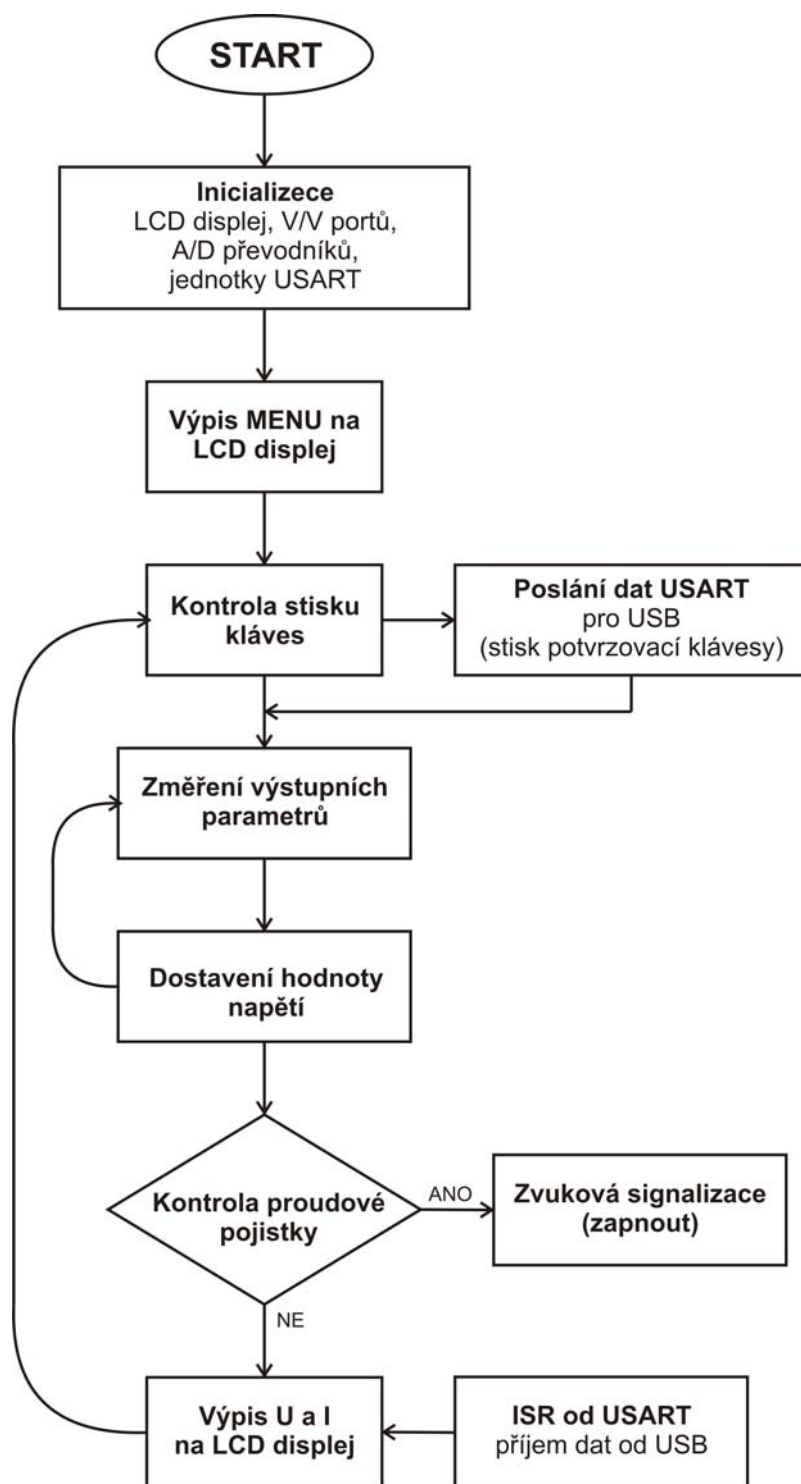 START
Inicializece
LCD displej, V/V portů,
A/D převodníků,
jednotky USART
Výpis MENU na
LCD displej
Kontrola stisku
kláves
Poslání dat USART
pro USB
(stisk potvrzovací klávesy)
Změření výstupních
parametrů
Dostavení hodnoty
napětí
Kontrola proudové
pojistky
ANO
Zvuková signalizace
(zapnout)
NE
Výpis U a I
na LCD displej
ISR od USART
příjem dat od USB